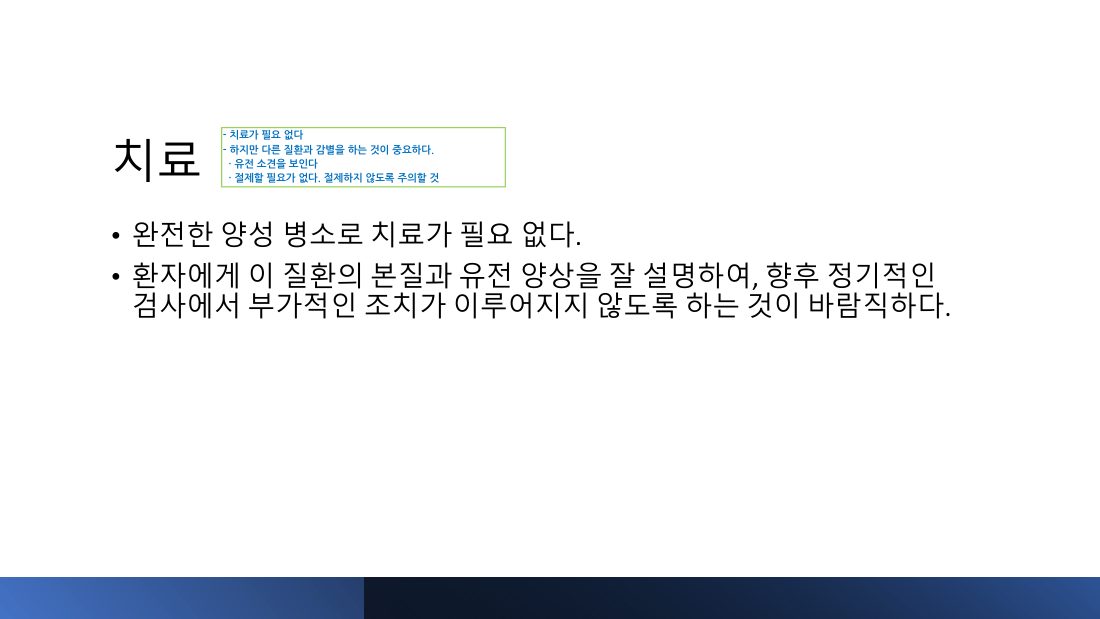 치료
- 치료가 필요 없다
- 하지만 다른 질환과 감별을 하는 것이 중요하다.
- 유전 소견을 보인다
- 절제할 필요가 없다. 절제하지 않도록 주의할 것
• 완전한 양성 병소로 치료가 필요 없다.
• 환자에게 이 질환의 본질과 유전 양상을 잘 설명하여, 향후 정기적인
검사에서 부가적인 조치가 이루어지지 않도록 하는 것이 바람직하다.